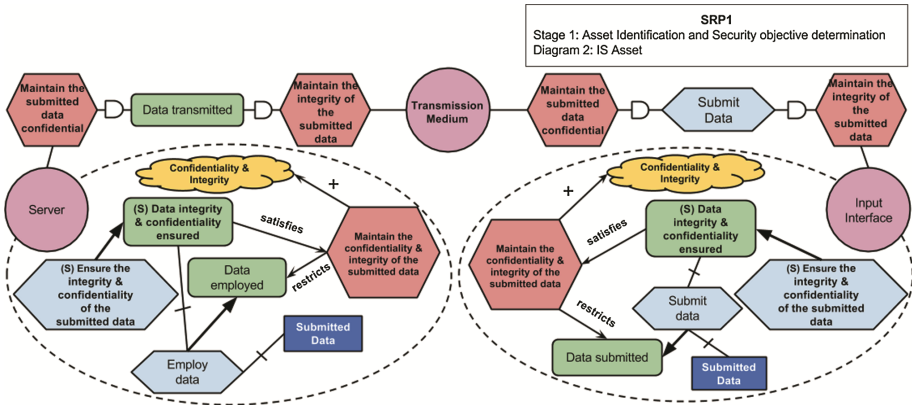 SRP1
Stage 1: Asset Identification and Security objective determination
Diagram 2: IS Asset
Maintain the
submitted
data
confidential
Data transmitted
Maintain the
integrity of
the
submitted
data
Transmission
Medium
Maintain the
submitted
data
confidential
Submit
Data
Maintain the
integrity of
the
submitted
data
Server
Confidentiality &
Integrity
+
(S) Data integrity
& confidentiality
ensured
satisfies
Maintain the
confidentiality &
integrity of the
submitted data
restricts
Data
employed
(S) Ensure the
integrity &
confidentiality
of the
submitted data
Submitted
Data
Employ
data
Input
Interface
Confidentiality &
Integrity
+
(S) Data
integrity &
confidentiality
ensured
satisfies
Maintain the
confidentiality &
integrity of the
submitted data
(S) Ensure the
integrity &
confidentiality
of the submitted
data
Submit
data
restricts
Data submitted
Submitted
Data